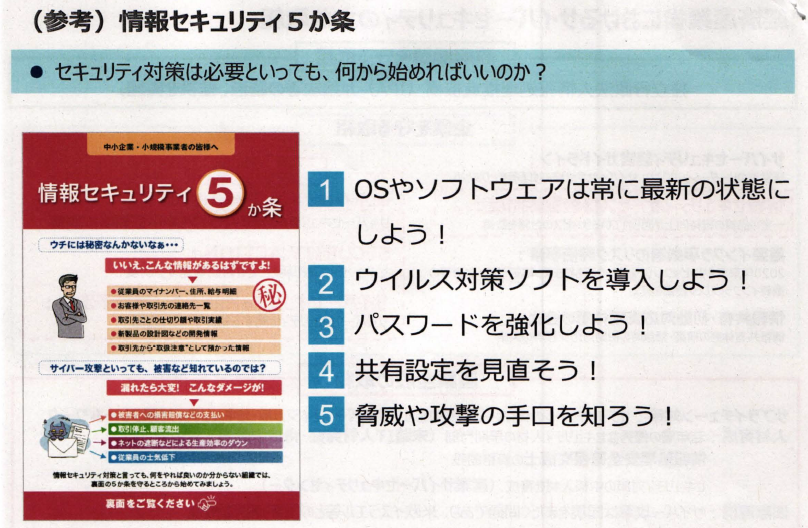 （参考）情報セキュリティ５か条
● セキュリティ対策は必要といっても、何から始めればいいのか？
中小企業・小規模事業者の皆様へ
情報セキュリティ5か条
ウチには秘密なんかないなぁ・・・
いいえ、こんな情報があるはずですよ！
●従業員のマイナンバー、住所、給与明細
㊙
●お客様や取引先の連絡先一覧
●取引先ごとの仕切り額や取引実績
●新製品の設計図などの開発情報
●取引先から“取扱注意”として預かった情報
サイバー攻撃といっても、被害など知れているのでは？
漏れたら大変！ こんなダメージが！
●被害者への損害賠償などの支払い
●取引停止、顧客流出
●ネットの遮断などによる生産効率のダウン
●従業員の士気低下
情報セキュリティ対策と言っても、何をやれば良いのか分からない組織では、
裏面の５か条を守るところから始めてみましょう。
裏面をご覧ください
1 OSやソフトウェアは常に最新の状態に
しよう！
2 ウイルス対策ソフトを導入しよう！
3 パスワードを強化しよう！
4 共有設定を見直そう！
5 脅威や攻撃の手口を知ろう！